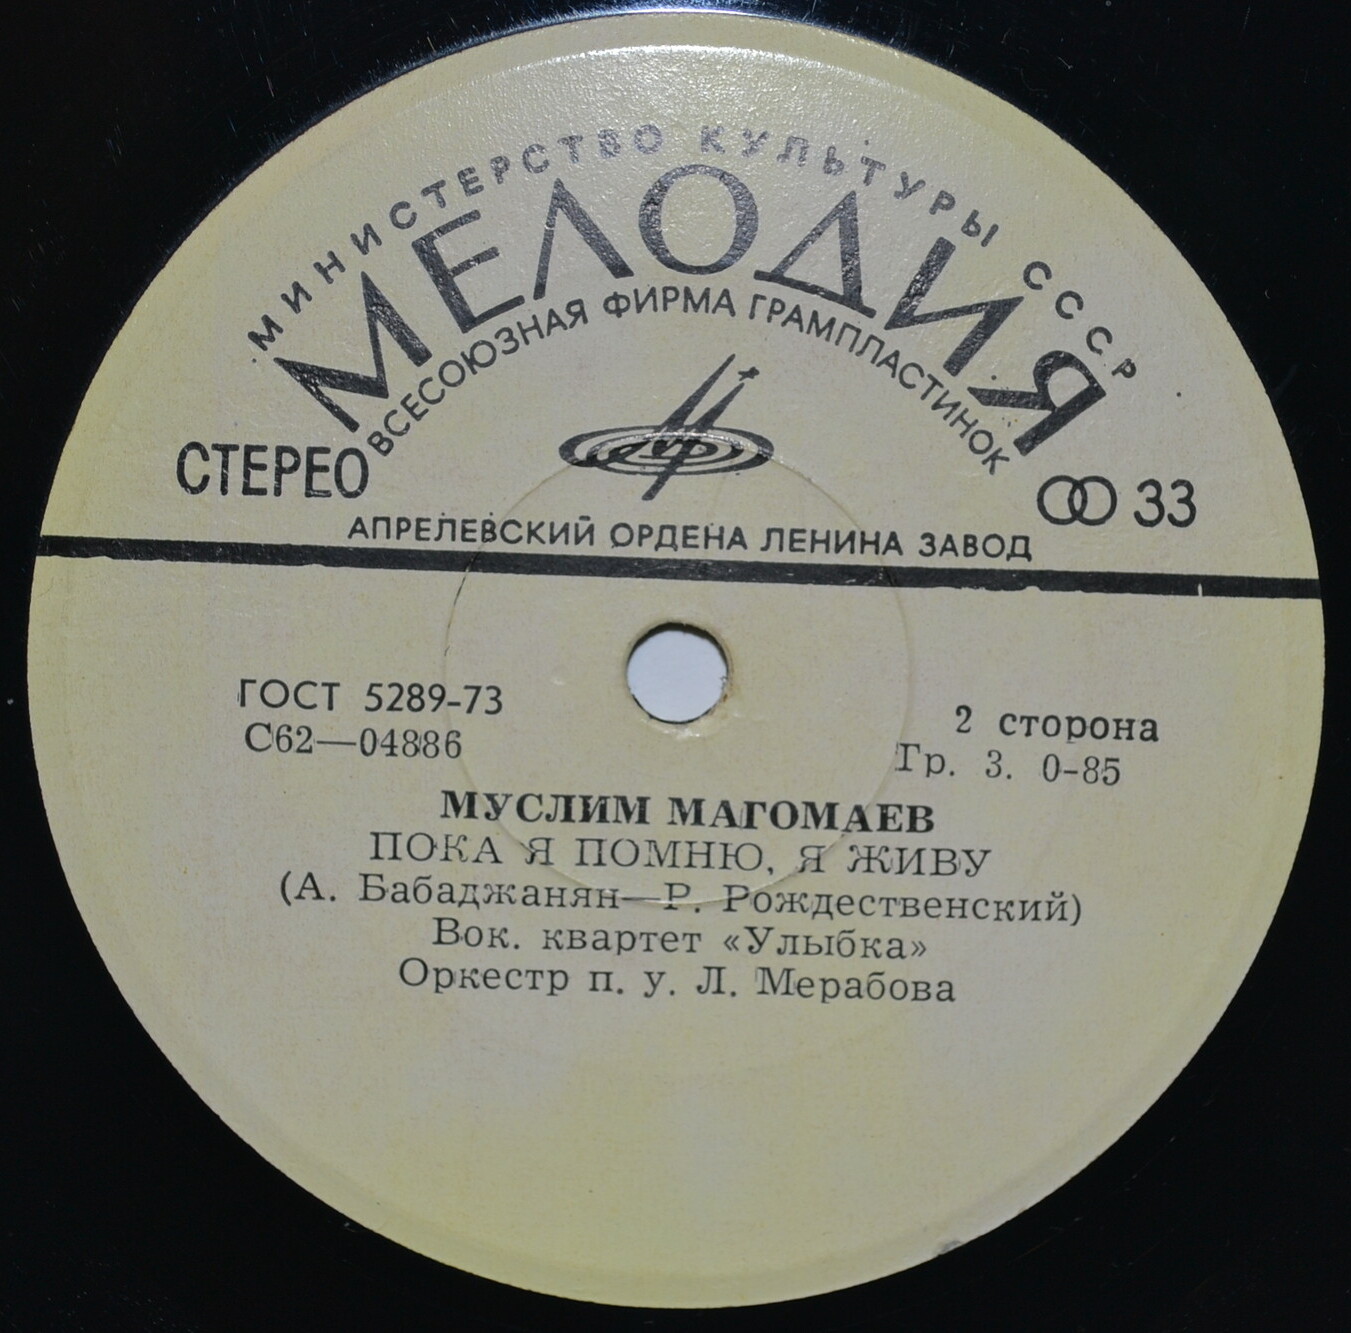 МИНИСТЕРСТВО КУЛЬТУРЫ СССР
МЕЛОДИЯ
ВСЕСОЮЗНАЯ ФИРМА ГРАМПЛАСТИНОК
СТЕРЕО
33
АПРЕЛЕВСКИЙ ОРДЕНА ЛЕНИНА ЗАВОД
ГОСТ 5289-73
С62—04886
2 сторона
Гр. 3. 0-85
МУСЛИМ МАГОМАЕВ
ПОКА Я ПОМНЮ, Я ЖИВУ
(А. Бабаджанян—Р. Рождественский)
Вок. квартет «Улыбка»
Оркестр п. у. Л. Мерабова